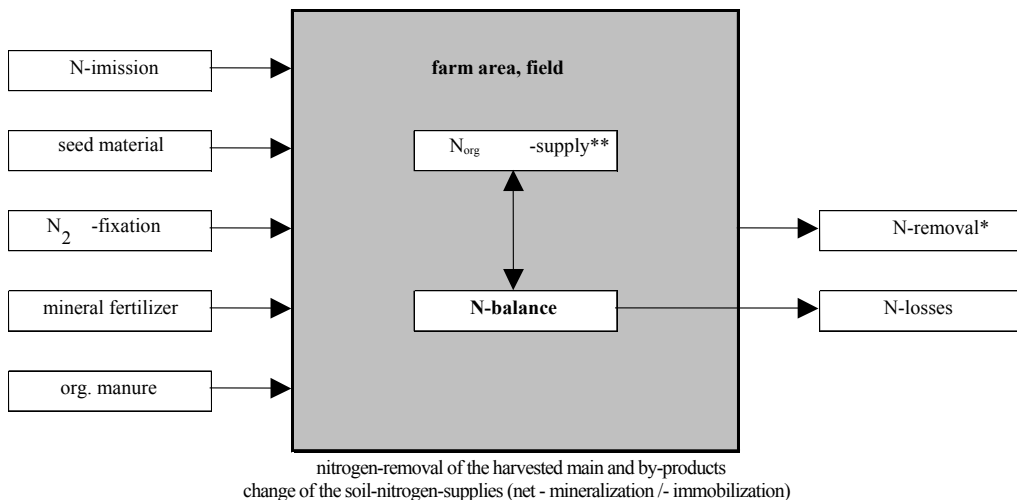 N-imission
farm area, field
seed material
Norg -supply**
N2 -fixation
N-removal*
mineral fertilizer
N-balance
N-losses
org. manure
nitrogen-removal of the harvested main and by-products
change of the soil-nitrogen-supplies (net - mineralization /- immobilization)